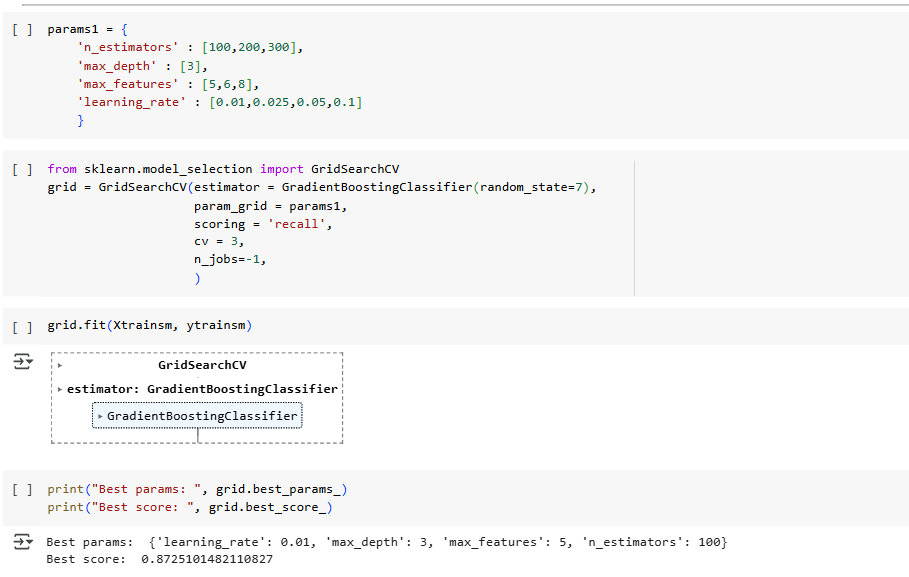 [ ] params1 = {
'n_estimators' : [100,200,300],
'max_depth' : [3],
'max_features' : [5,6,8],
'learning_rate' : [0.01,0.025,0.05,0.1]
}
[ ] from sklearn.model_selection import GridSearchCV
grid = GridSearchCV(estimator = GradientBoostingClassifier(random_state=7),
param_grid = params1,
scoring = 'recall',
cv = 3,
n_jobs=-1,
)
[ ] grid.fit(Xtrainsm, ytrainsm)
GridSearchCV
estimator: GradientBoostingClassifier
GradientBoostingClassifier
[ ] print("Best params: ", grid.best_params_)
print("Best score: ", grid.best_score_)
Best params:  {'learning_rate': 0.01, 'max_depth': 3, 'max_features': 5, 'n_estimators': 100}
Best score:  0.8725101482110827